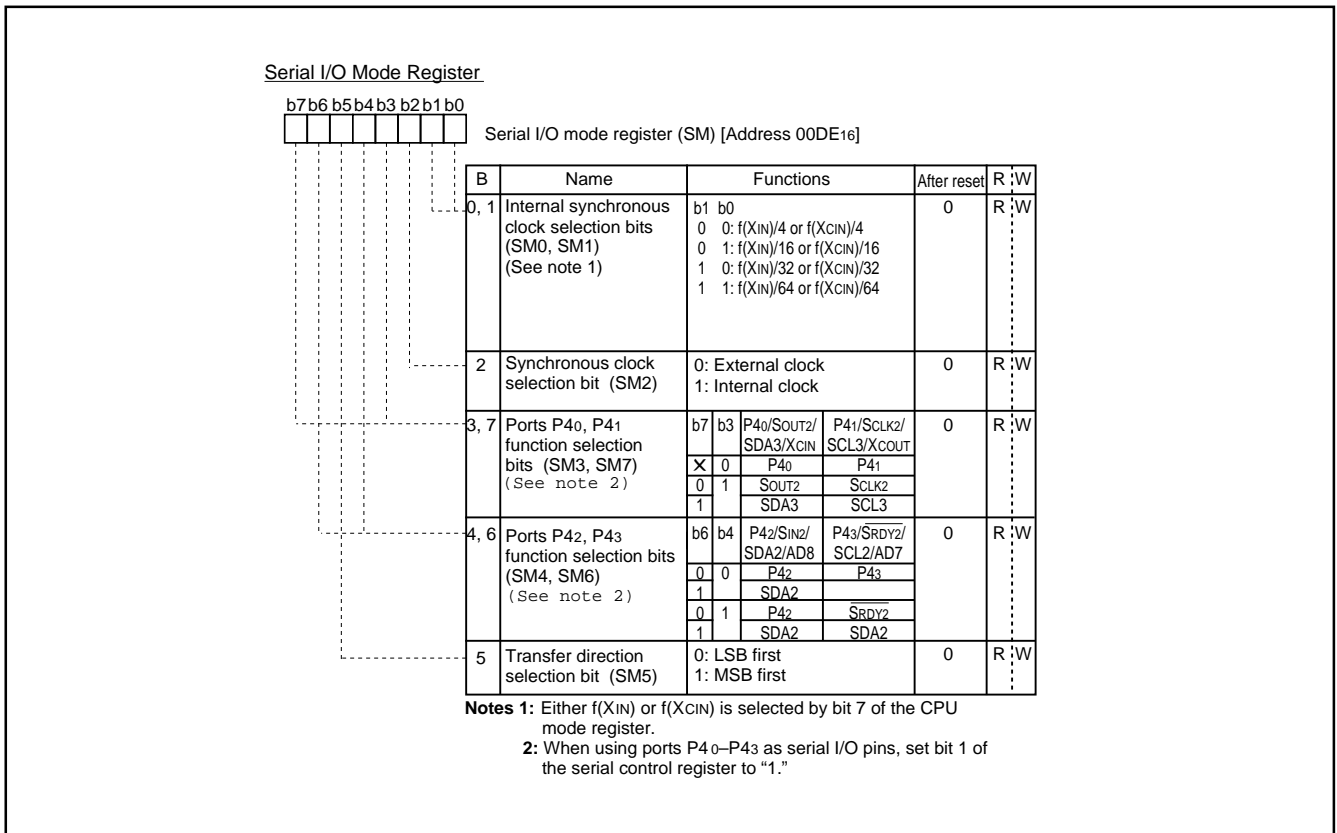 Serial I/O Mode Register
b7 b6 b5 b4 b3 b2 b1 b0
Serial I/O mode register (SM) [Address 00DE16]
B Name Functions After reset R W
0, 1 Internal synchronous clock selection bits (SM0, SM1) (See note 1)
b1 b0
0 0: f(XIN)/4 or f(XCIN)/4
0 1: f(XIN)/16 or f(XCIN)/16
1 0: f(XIN)/32 or f(XCIN)/32
1 1: f(XIN)/64 or f(XCIN)/64
0 R W
2 Synchronous clock selection bit (SM2)
0: External clock
1: Internal clock
0 R W
3, 7 Ports P40, P41 function selection bits (SM3, SM7) (See note 2)
b7 b3 P40/SOUT2/SDA3/XCIN P41/SCLK2/SCL3/XCOUT
X 0 P40 P41
0 1 SOUT2 SCLK2
1 SDA3 SCL3
0 R W
4, 6 Ports P42, P43 function selection bits (SM4, SM6) (See note 2)
b6 b4 P42/SIN2/SDA2/AD8 P43/SRDY2/SCL2/AD7
0 0 P42 P43
1 SDA2
0 1 P42 SRDY2
1 SDA2 SDA2
0 R W
5 Transfer direction selection bit (SM5)
0: LSB first
1: MSB first
0 R W
Notes 1: Either f(XIN) or f(XCIN) is selected by bit 7 of the CPU
mode register.
2: When using ports P40–P43 as serial I/O pins, set bit 1 of
the serial control register to “1.”